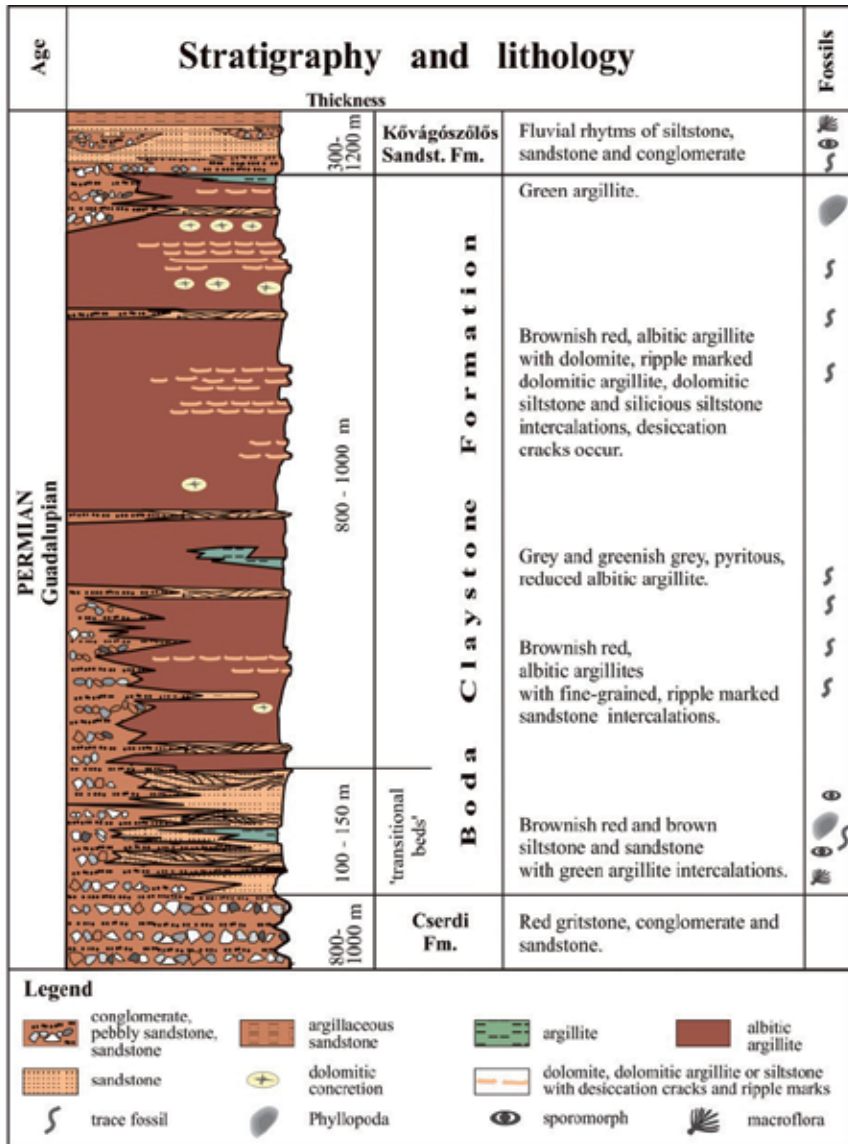 Age
Stratigraphy and lithology
Fossils
Thickness
PERMIAN
Guadalupian
300-
1200 m
Kővágószőlős
Sandst. Fm.
Fluvial rhytms of siltstone,
sandstone and conglomerate
800 - 1000 m
Boda Claystone Formation
Green argillite.
Brownish red, albitic argillite
with dolomite, ripple marked
dolomitic argillite, dolomitic
siltstone and silicious siltstone
intercalations, desiccation
cracks occur.
Grey and greenish grey, pyritous,
reduced albitic argillite.
Brownish red,
albitic argillites
with fine-grained, ripple marked
sandstone intercalations.
100 - 150 m
'transitional
beds'
Brownish red and brown
siltstone and sandstone
with green argillite intercalations.
800-
1000 m
Cserdi
Fm.
Red gritstone, conglomerate and
sandstone.
Legend
conglomerate,
pebbly sandstone,
sandstone
argillaceous
sandstone
argillite
albitic
argillite
sandstone
dolomitic
concretion
dolomite, dolomitic argillite or siltstone
with desiccation cracks and ripple marks
trace fossil
Phyllopoda
sporomorph
macroflora